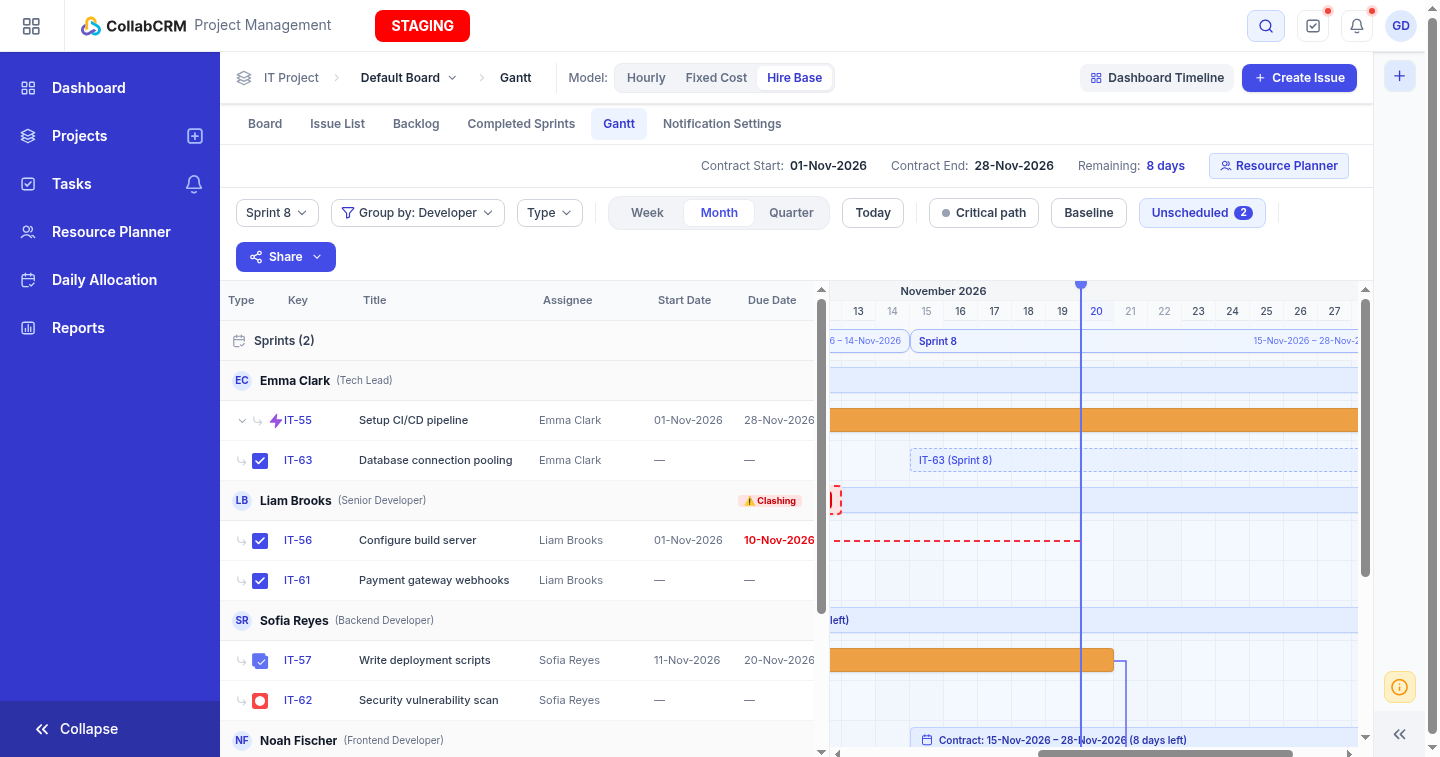 CollabCRM Project Management STAGING GD
Dashboard
Projects
Tasks
Resource Planner
Daily Allocation
Reports
Collapse
IT Project Default Board Gantt Model: Hourly Fixed Cost Hire Base Dashboard Timeline + Create Issue
Board Issue List Backlog Completed Sprints Gantt Notification Settings
Contract Start: 01-Nov-2026 Contract End: 28-Nov-2026 Remaining: 8 days Resource Planner
Sprint 8 Group by: Developer Type Week Month Quarter Today Critical path Baseline Unscheduled 2
Share
Type Key Title Assignee Start Date Due Date
November 2026
13 14 15 16 17 18 19 20 21 22 23 24 25 26 27
Sprints (2)
6 – 14-Nov-2026 Sprint 8 15-Nov-2026 – 28-Nov-2
EC Emma Clark (Tech Lead)
IT-55 Setup CI/CD pipeline Emma Clark 01-Nov-2026 28-Nov-2026
IT-63 Database connection pooling Emma Clark — —
IT-63 (Sprint 8)
LB Liam Brooks (Senior Developer) ⚠️ Clashing
IT-56 Configure build server Liam Brooks 01-Nov-2026 10-Nov-2026
IT-61 Payment gateway webhooks Liam Brooks — —
SR Sofia Reyes (Backend Developer)
left)
IT-57 Write deployment scripts Sofia Reyes 11-Nov-2026 20-Nov-2026
IT-62 Security vulnerability scan Sofia Reyes — —
NF Noah Fischer (Frontend Developer)
Contract: 15-Nov-2026 – 28-Nov-2026 (8 days left)